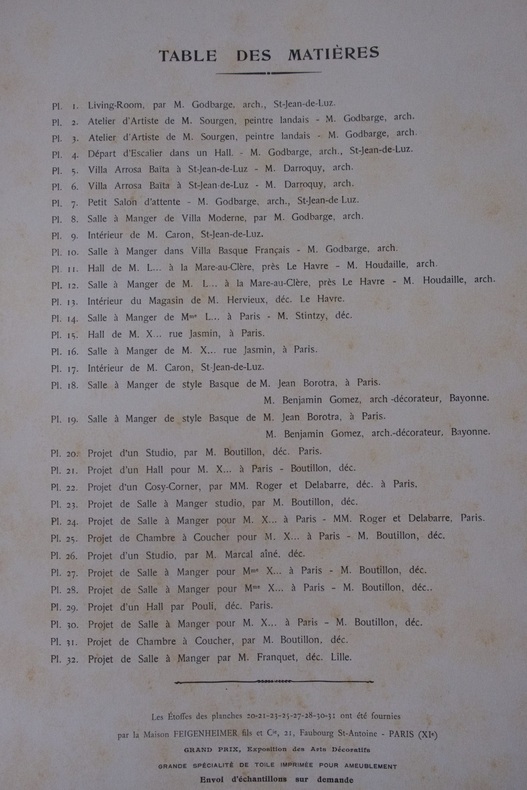 TABLE DES MATIÈRES
Pl. 1. Living-Room, par M. Godbarge, arch., St-Jean-de-Luz.
Pl. 2. Atelier d'Artiste de M. Sourgen, peintre landais - M. Godbarge, arch.
Pl. 3. Atelier d'Artiste de M. Sourgen, peintre landais - M. Godbarge, arch.
Pl. 4. Départ d'Escalier dans un Hall. - M. Godbarge, arch., St-Jean-de-Luz.
Pl. 5. Villa Arrosa Baïta à St-Jean-de-Luz - M. Darroquy, arch.
Pl. 6. Villa Arrosa Baïta à St-Jean-de-Luz - M. Darroquy, arch.
Pl. 7. Petit Salon d'attente - M. Godbarge, arch., St-Jean-de Luz.
Pl. 8. Salle à Manger de Villa Moderne, par M. Godbarge, arch.
Pl. 9. Intérieur de M. Caron, St-Jean-de-Luz.
Pl. 10. Salle à Manger dans Villa Basque Français - M. Godbarge, arch.
Pl. 11. Hall de M. L... à la Mare-au-Clère, près Le Havre - M. Houdaille, arch.
Pl. 12. Salle à Manger de M. L... à la Mare-au-Clère, près Le Havre - M. Houdaille, arch.
Pl. 13. Intérieur du Magasin de M. Hervieux, déc. Le Havre.
Pl. 14. Salle à Manger de Mme L... à Paris - M. Stintzy, déc.
Pl. 15. Hall de M. X... rue Jasmin, à Paris.
Pl. 16. Salle à Manger de M. X... rue Jasmin, à Paris.
Pl. 17. Intérieur de M. Caron, St-Jean-de-Luz.
Pl. 18. Salle à Manger de style Basque de M. Jean Borotra, à Paris.
M. Benjamin Gomez, arch-décorateur, Bayonne.
Pl. 19. Salle à Manger de style Basque de M. Jean Borotra, à Paris.
M. Benjamin Gomez, arch.-décorateur, Bayonne.
Pl. 20. Projet d'un Studio, par M. Boutillon, déc. Paris.
Pl. 21. Projet d'un Hall pour M. X... à Paris - Boutillon, déc.
Pl. 22. Projet d'un Cosy-Corner, par MM. Roger et Delabarre, déc. à Paris,
Pl. 23. Projet de Salle à Manger studio, par M. Boutillon, déc.
Pl. 24. Projet de Salle à Manger pour M. X... à Paris - MM. Roger et Delabarre, Paris.
Pl. 25. Projet de Chambre à Coucher pour M. X... à Paris - M. Boutillon, déc.
Pl. 26. Projet d'un Studio, par M. Marcal aîné, déc.
Pl. 27. Projet de Salle à Manger pour Mme X... à Paris - M. Boutillon, déc.
Pl. 28. Projet de Salle à Manger pour Mme X... à Paris - M. Boutillon, déc..
Pl. 29. Projet d'un Hall par Pouli, déc. Paris.
Pl. 30. Projet de Salle à Manger pour M. X... à Paris - M. Boutillon, déc.
Pl. 31. Projet de Chambre à Coucher, par M. Boutillon, déc.
Pl. 32. Projet de Salle à Manger par M. Franquet, déc. Lille.
Les Étoffes des planches 20-21-23-25-27-28-30-31 ont été fournies
par la Maison FEIGENHEIMER fils et Cie, 21, Faubourg St-Antoine - PARIS (XIe)
GRAND PRIX, Exposition des Arts Décoratifs
GRANDE SPÉCIALITÉ DE TOILE IMPRIMÉE POUR AMEUBLEMENT
Envoi d'échantillons sur demande